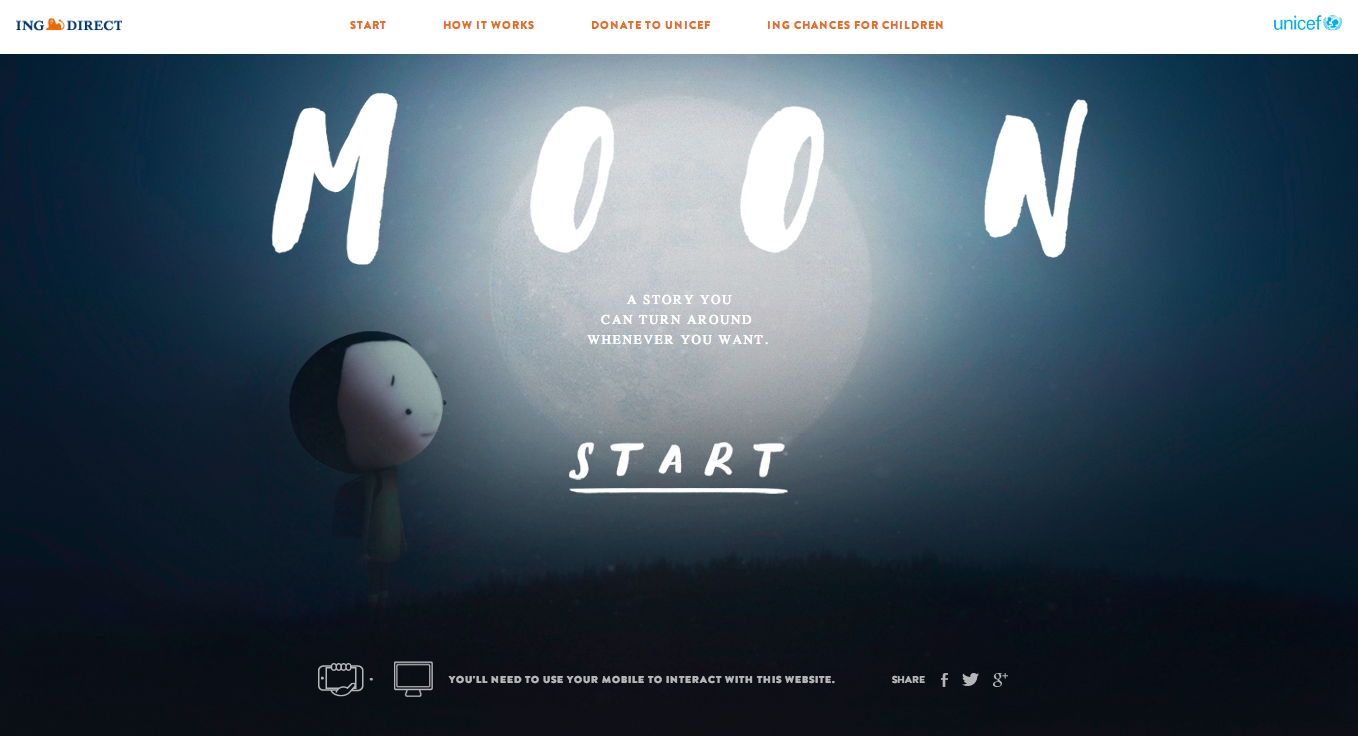 ING DIRECT
START
HOW IT WORKS
DONATE TO UNICEF
ING CHANCES FOR CHILDREN
unicef
MOON
A STORY YOU
CAN TURN AROUND
WHENEVER YOU WANT.
START
YOU'LL NEED TO USE YOUR MOBILE TO INTERACT WITH THIS WEBSITE.
SHARE
f
g+